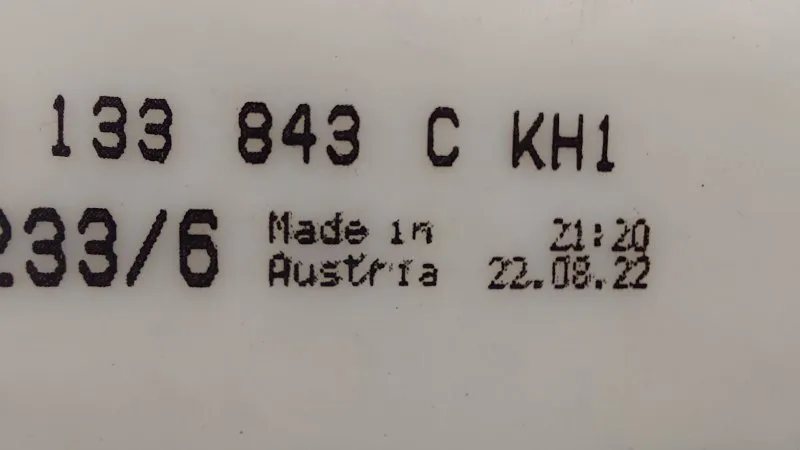 133 843 C KH1
233/6
Made in 21:20
Austria 22.08.22